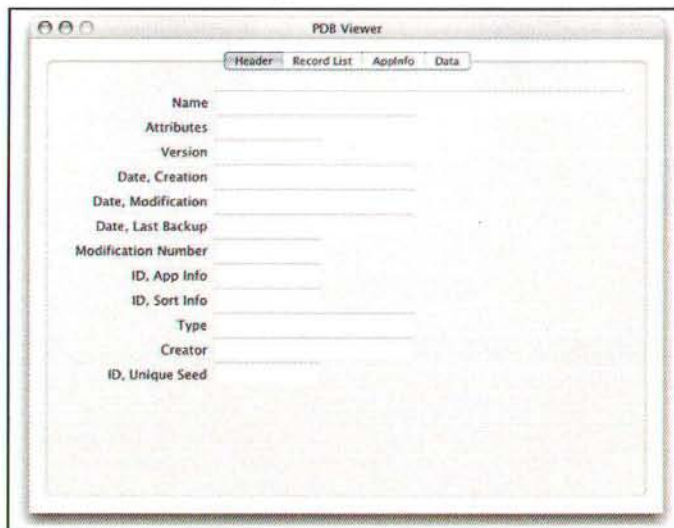 PDB Viewer
Header Record List AppInfo Data
Name
Attributes
Version
Date, Creation
Date, Modification
Date, Last Backup
Modification Number
ID, App Info
ID, Sort Info
Type
Creator
ID, Unique Seed